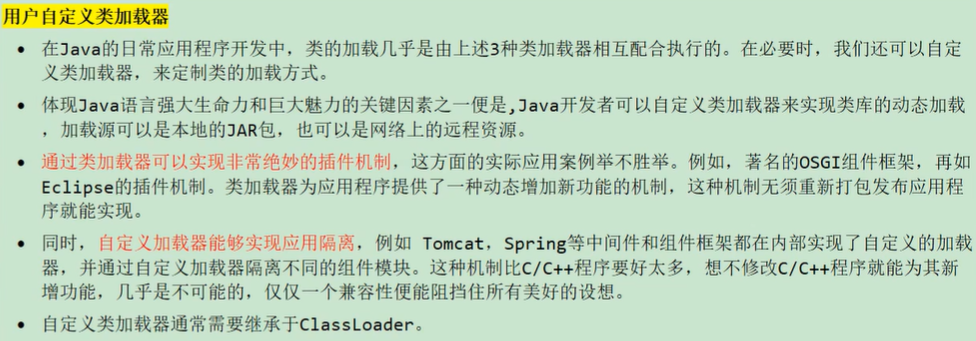 用户自定义类加载器
• 在Java的日常应用程序开发中，类的加载几乎是由上述3种类加载器相互配合执行的。在必要时，我们还可以自定
义类加载器，来定制类的加载方式。
• 体现Java语言强大生命力和巨大魅力的关键因素之一便是,Java开发者可以自定义类加载器来实现类库的动态加载
，加载源可以是本地的JAR包，也可以是网络上的远程资源。
• 通过类加载器可以实现非常绝妙的插件机制，这方面的实际应用案例举不胜举。例如，著名的OSGI组件框架，再如
Eclipse的插件机制。类加载器为应用程序提供了一种动态增加新功能的机制，这种机制无须重新打包发布应用程
序就能实现。
• 同时，自定义加载器能够实现应用隔离，例如 Tomcat，Spring等中间件和组件框架都在内部实现了自定义的加载
器，并通过自定义加载器隔离不同的组件模块。这种机制比C/C++程序要好太多，想不修改C/C++程序就能为其新
增功能，几乎是不可能的，仅仅一个兼容性便能阻挡住所有美好的设想。
• 自定义类加载器通常需要继承于ClassLoader。